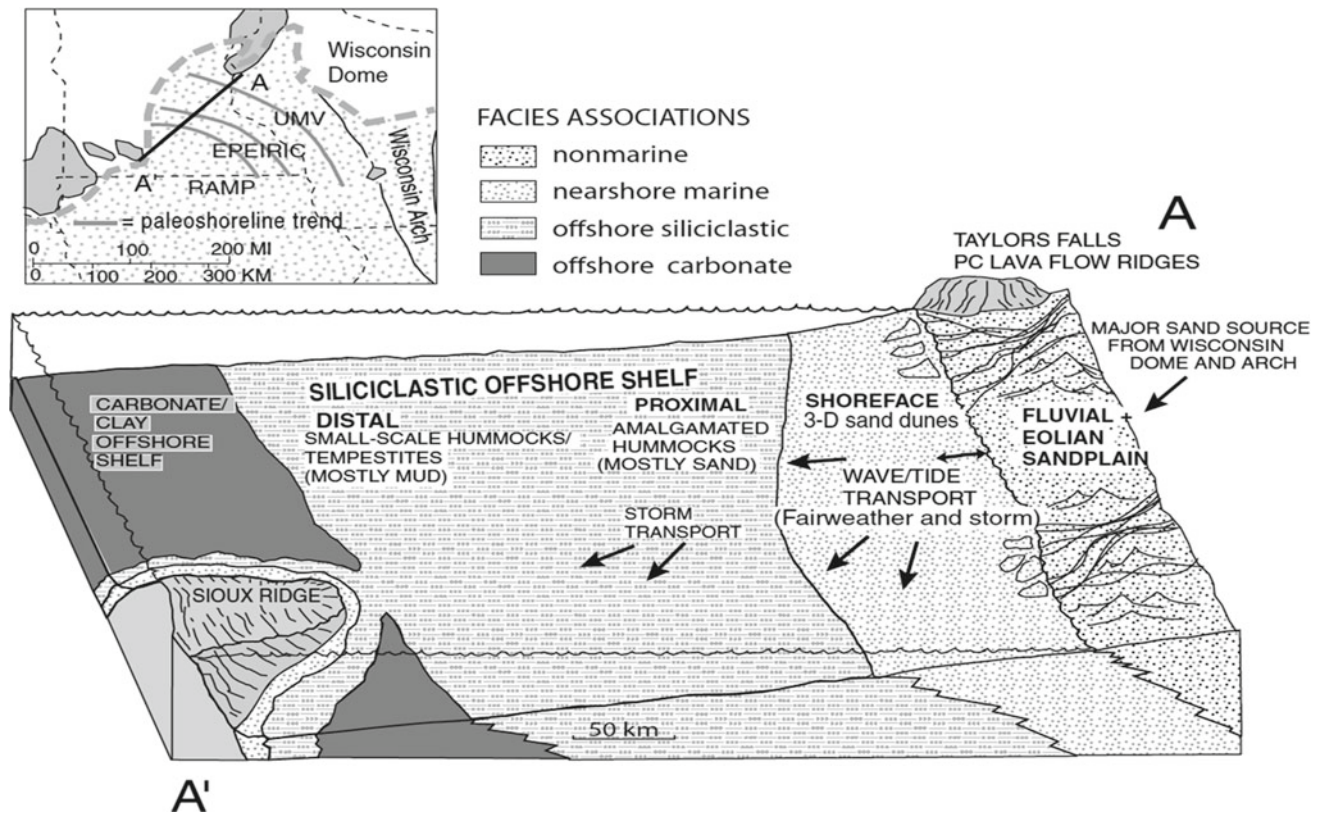 Wisconsin
Dome
A
UMV
EPEIRIC
A'
RAMP
Wisconsin Arch
= paleoshoreline trend
0 100 200 MI
0 100 200 300 KM
FACIES ASSOCIATIONS
nonmarine
nearshore marine
offshore siliciclastic
offshore carbonate
A
TAYLORS FALLS
PC LAVA FLOW RIDGES
MAJOR SAND SOURCE
FROM WISCONSIN
DOME AND ARCH
CARBONATE/
CLAY
OFFSHORE
SHELF
SILICICLASTIC OFFSHORE SHELF
DISTAL
SMALL-SCALE HUMMOCKS/
TEMPESTITES
(MOSTLY MUD)
PROXIMAL
AMALGAMATED
HUMMOCKS
(MOSTLY SAND)
SHOREFACE
3-D sand dunes
FLUVIAL +
EOLIAN
SANDPLAIN
WAVE/TIDE
TRANSPORT
(Fairweather and storm)
STORM
TRANSPORT
SIOUX RIDGE
50 km
A'